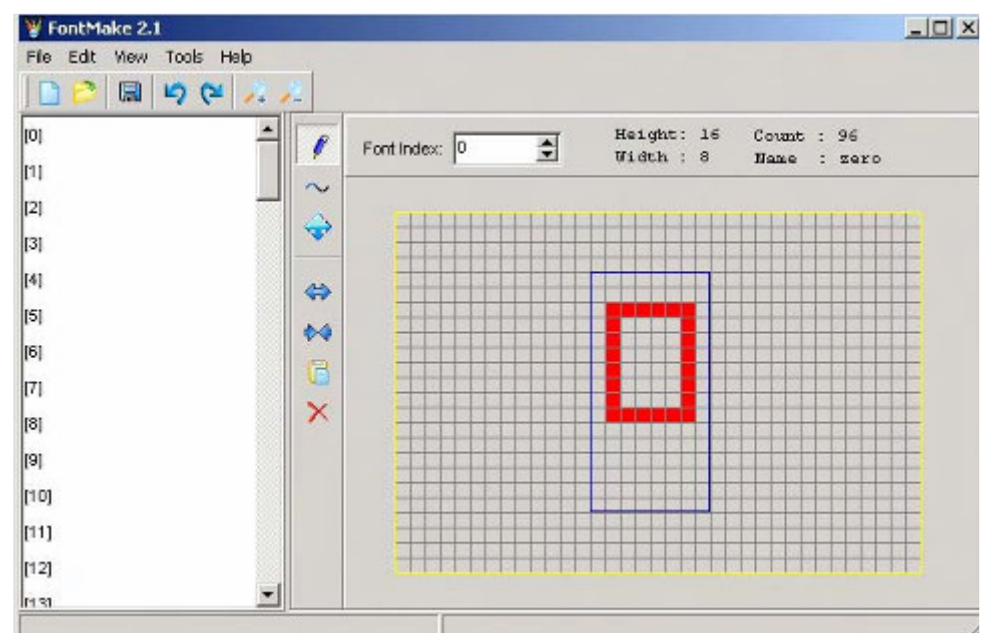 FontMake 2.1
File Edit View Tools Help
[0]
[1]
[2]
[3]
[4]
[5]
[6]
[7]
[8]
[9]
[10]
[11]
[12]
[13]
Font Index: 0
Height: 16 Count : 96
Width : 8 Name : zero